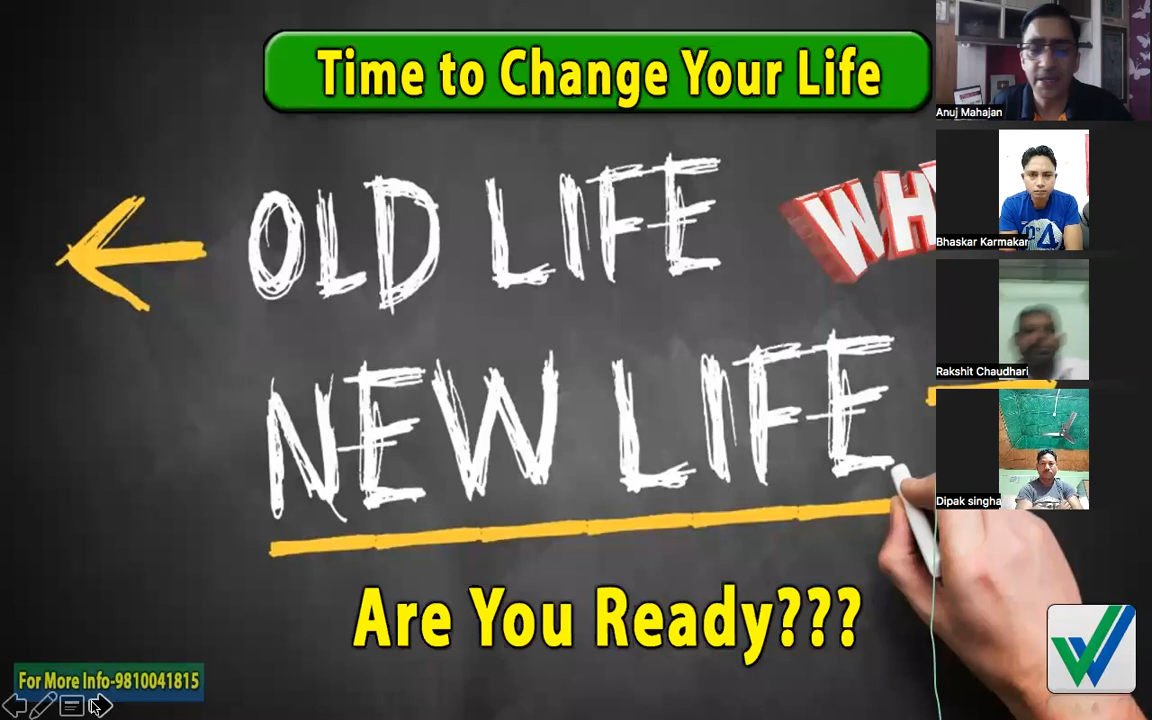 Time to Change Your Life
OLD LIFE
WH
NEW LIFE
Are You Ready???
For More Info-9810041815
Anuj Mahajan
Bhaskar Karmakar
Rakshit Chaudhari
Dipak singha